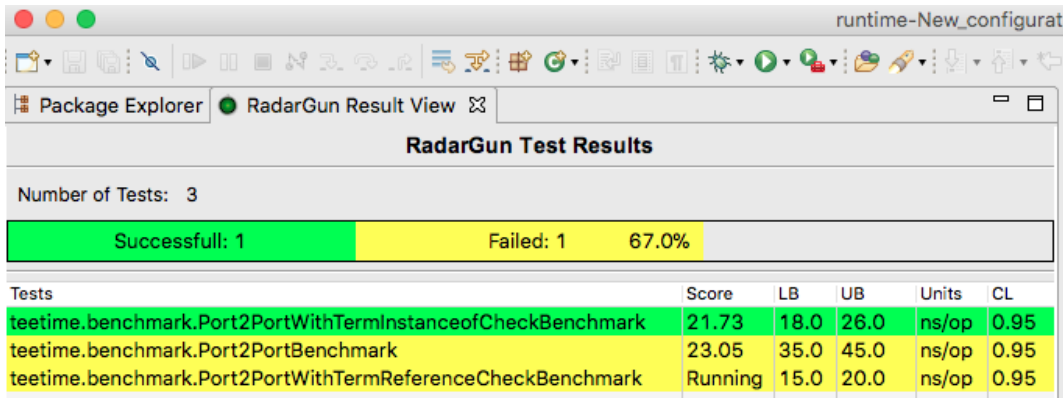 runtime-New_configurat
Package Explorer RadarGun Result View
RadarGun Test Results
Number of Tests: 3
Successfull: 1 Failed: 1 67.0%
Tests Score LB UB Units CL
teetime.benchmark.Port2PortWithTermInstanceofCheckBenchmark 21.73 18.0 26.0 ns/op 0.95
teetime.benchmark.Port2PortBenchmark 23.05 35.0 45.0 ns/op 0.95
teetime.benchmark.Port2PortWithTermReferenceCheckBenchmark Running 15.0 20.0 ns/op 0.95